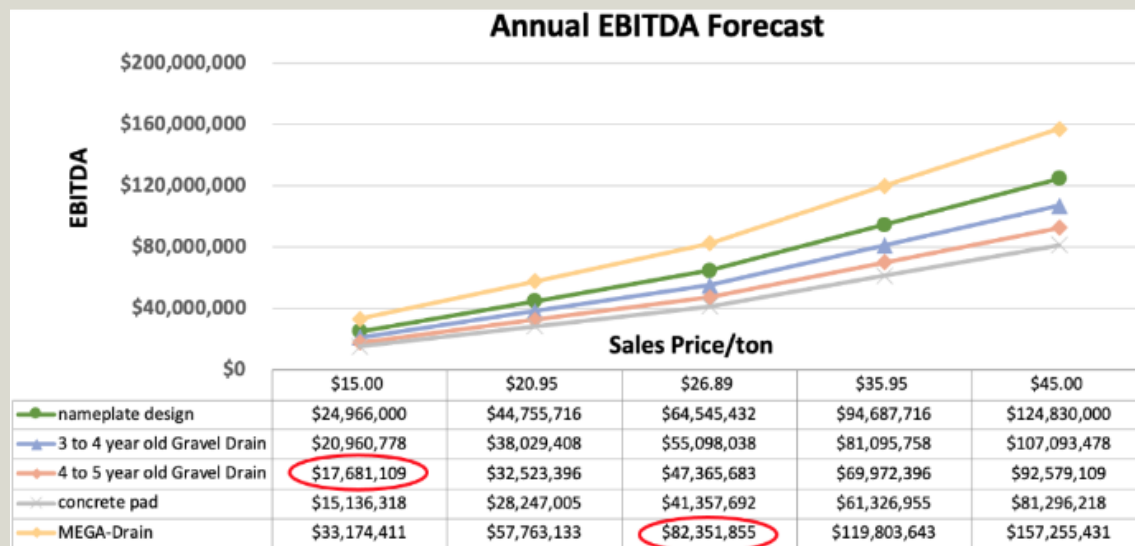 Annual EBITDA Forecast
$200,000,000
$160,000,000
$120,000,000
$80,000,000
$40,000,000
$0
EBITDA
Sales Price/ton
$15.00 $20.95 $26.89 $35.95 $45.00
nameplate design $24,966,000 $44,755,716 $64,545,432 $94,687,716 $124,830,000
3 to 4 year old Gravel Drain $20,960,778 $38,029,408 $55,098,038 $81,095,758 $107,093,478
4 to 5 year old Gravel Drain $17,681,109 $32,523,396 $47,365,683 $69,972,396 $92,579,109
concrete pad $15,136,318 $28,247,005 $41,357,692 $61,326,955 $81,296,218
MEGA-Drain $33,174,411 $57,763,133 $82,351,855 $119,803,643 $157,255,431